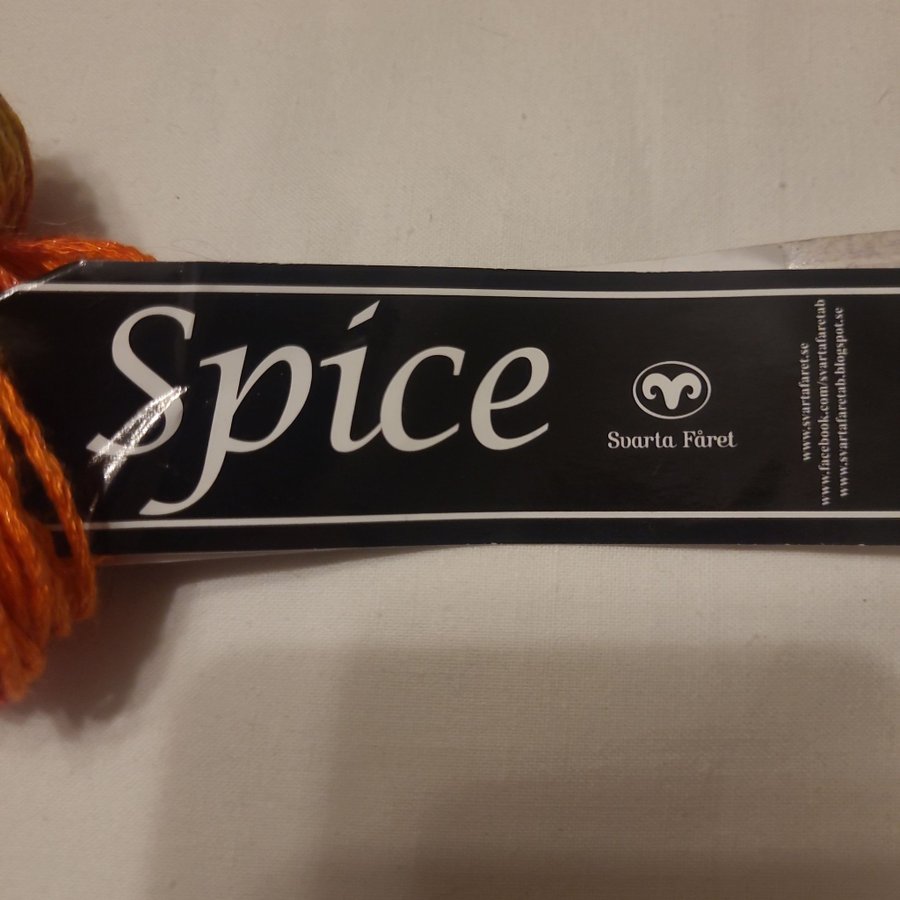 Spice
Svarta Fåret
www.svartafaret.se
www.facebook.com/svartafaretab
www.svartafaretab.blogspot.se